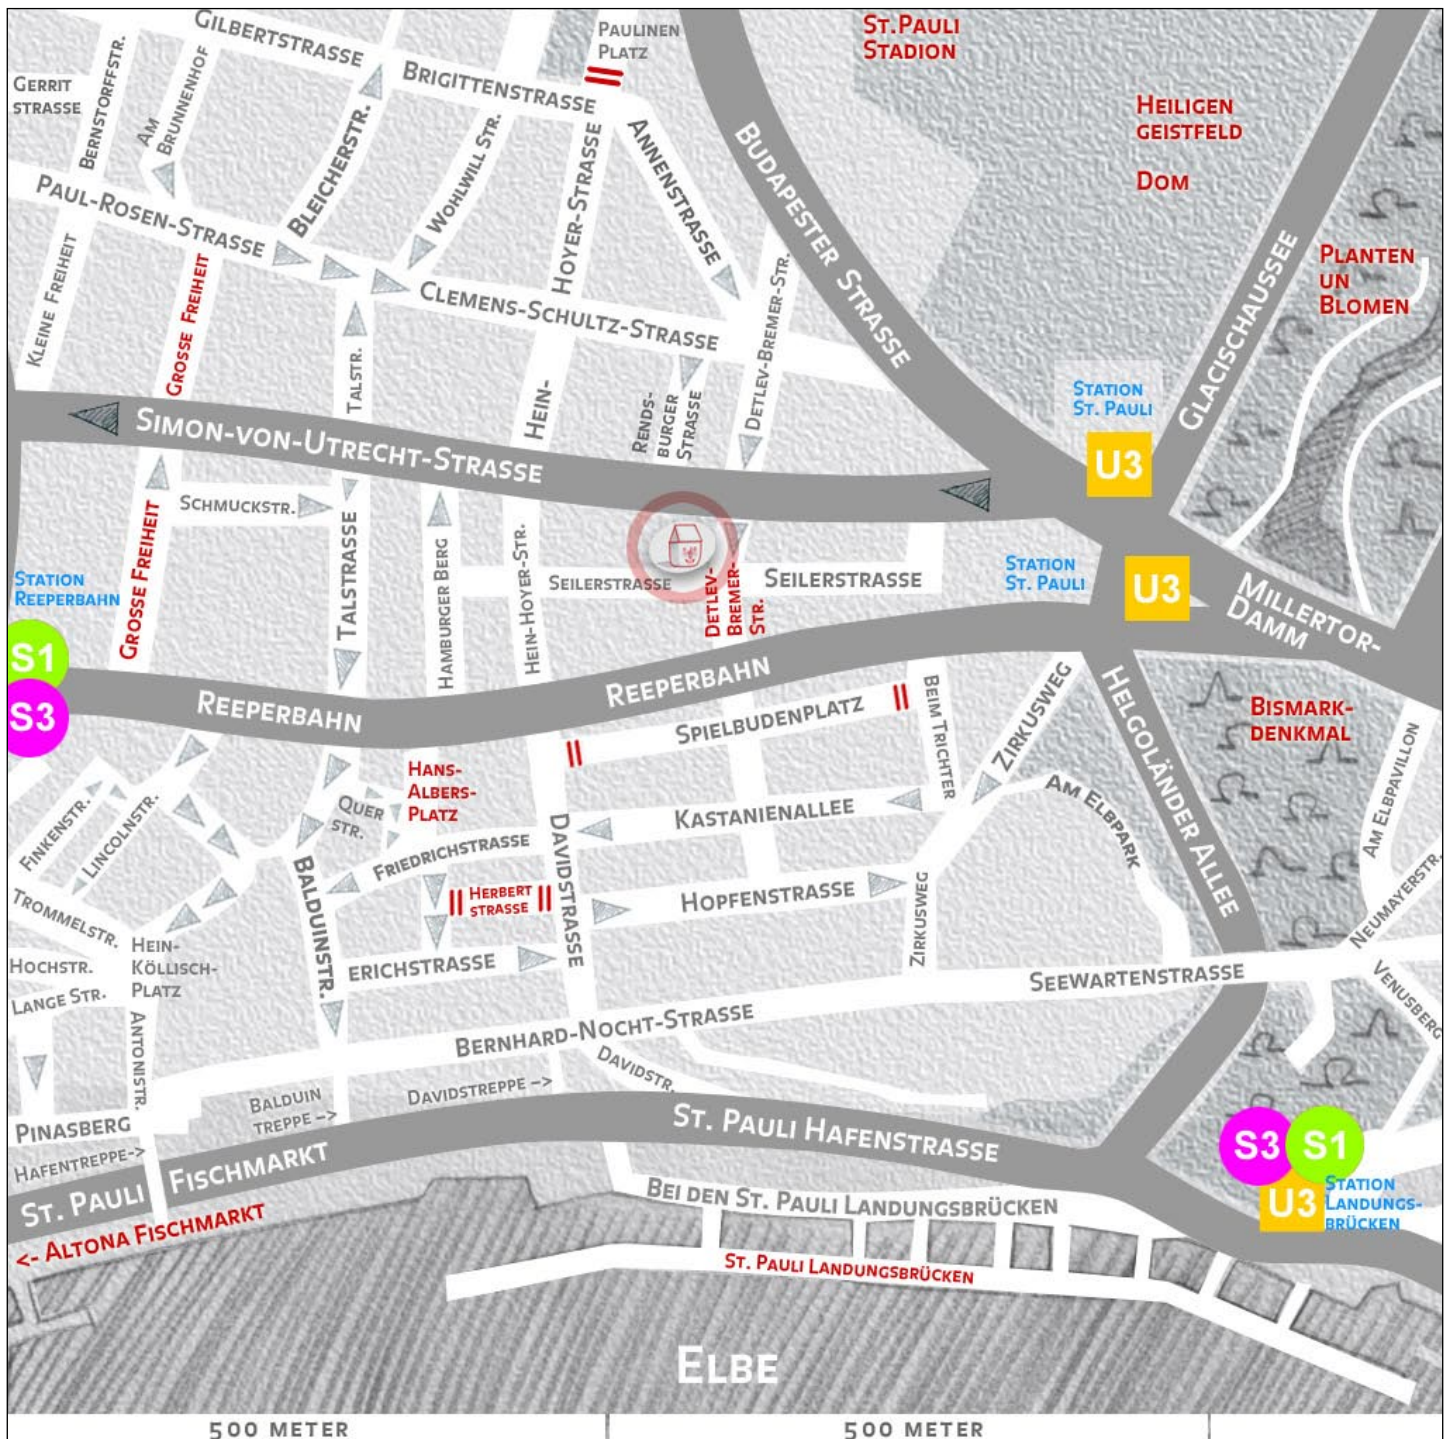 GILBERTSTRASSE
PAULINEN
PLATZ
ST.PAULI
STADION
GERRIT
STRASSE
BERNSTORFFSTR.
AM
BRUNNENHOF
BLEICHERSTR.
BRIGITTENSTRASSE
WOHLWILL STR.
HOYER-STRASSE
HEIN-
ANNENSTRASSE
BUDAPESTER STRASSE
HEILIGEN
GEISTFELD
DOM
GLACISCHAUSSEE
PLANTEN
UN
BLOMEN
PAUL-ROSEN-STRASSE
KLEINE FREIHEIT
GROSSE FREIHEIT
TALSTR.
CLEMENS-SCHULTZ-STRASSE
RENDS-
BURGER
STRASSE
DETLEV-BREMER-STR.
STATION
ST. PAULI
U3
SIMON-VON-UTRECHT-STRASSE
SCHMUCKSTR.
GROSSE FREIHEIT
TALSTRASSE
HAMBURGER BERG
HEIN-HOYER-STR.
SEILERSTRASSE
DETLEV-
BREMER-
STR.
SEILERSTRASSE
STATION
ST. PAULI
U3
MILLERTOR-
DAMM
STATION
REEPERBAHN
S1
S3
REEPERBAHN
REEPERBAHN
SPIELBUDENPLATZ
BEIM TRICHTER
ZIRKUSWEG
HELGOLÄNDER ALLEE
BISMARK-
DENKMAL
AM ELBPAVILLON
HANS-
ALBERS-
PLATZ
QUER
STR.
FINKENSTR.
LINCOLNSTR.
FRIEDRICHSTRASSE
KASTANIENALLEE
AM ELBPARK
BALDUINSTR.
HERBERT
STRASSE
DAVIDSTRASSE
HOPFENSTRASSE
ZIRKUSWEG
NEUMAYERSTR.
TROMMELSTR.
HEIN-
KÖLLISCH-
PLATZ
HOCHSTR.
LANGE STR.
ERICHSTRASSE
SEEWARTENSTRASSE
VENUSBERG
ANTONISTR.
BERNHARD-NOCHT-STRASSE
DAVIDSTR.
BALDUIN
TREPPE –>
DAVIDSTREPPE –>
PINASBERG
HAFENTREPPE->
ST. PAULI FISCHMARKT
ST. PAULI HAFENSTRASSE
S3
S1
U3
STATION
LANDUNGS-
BRÜCKEN
BEI DEN ST. PAULI LANDUNGSBRÜCKEN
<- ALTONA FISCHMARKT
ST. PAULI LANDUNGSBRÜCKEN
ELBE
500 METER
500 METER